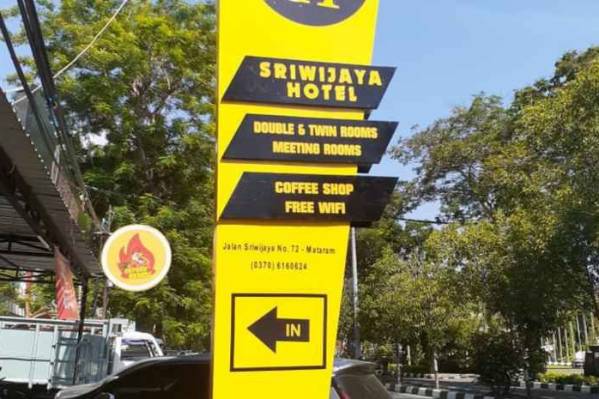 SRIWIJAYA
HOTEL
DOUBLE & TWIN ROOMS
MEETING ROOMS
COFFEE SHOP
FREE WIFI
Jalan Sriwijaya No. 72 - Mataram
(0370) 6160624
IN